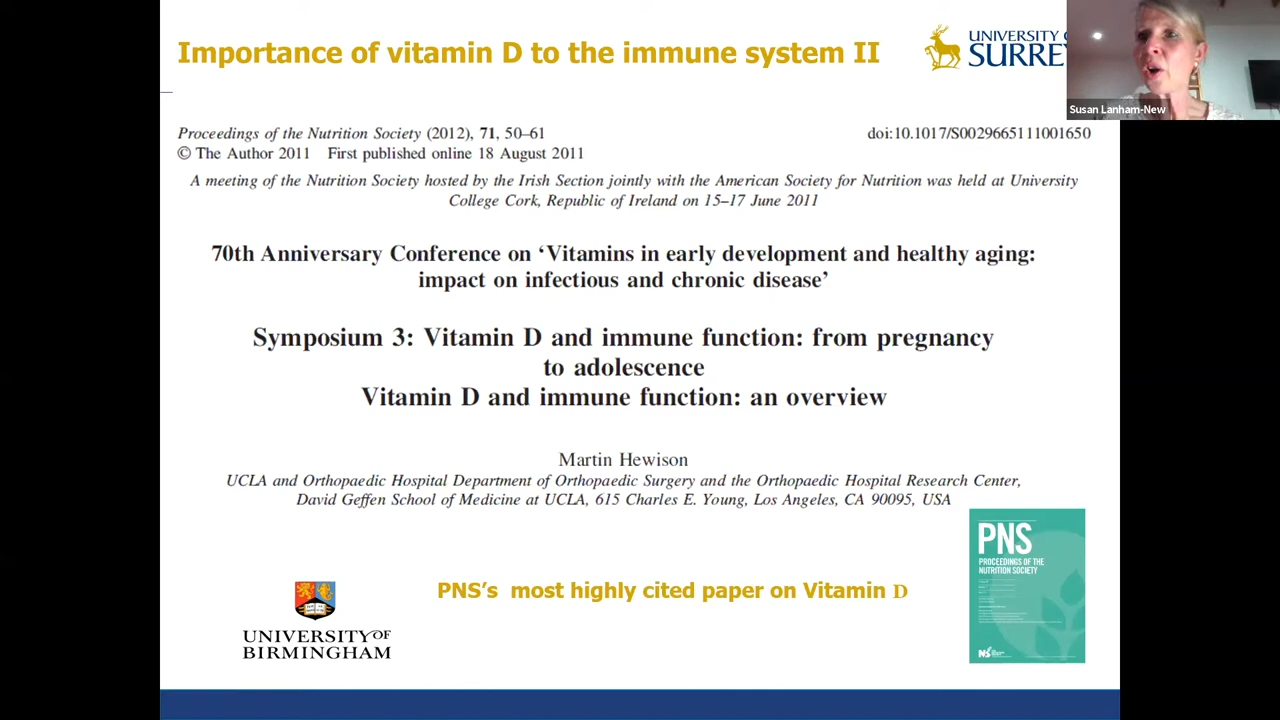 Importance of vitamin D to the immune system II
UNIVERSITY O
SURREY
Susan Lanham-New
Proceedings of the Nutrition Society (2012), 71, 50–61
doi:10.1017/S0029665111001650
© The Author 2011 First published online 18 August 2011
A meeting of the Nutrition Society hosted by the Irish Section jointly with the American Society for Nutrition was held at University
College Cork, Republic of Ireland on 15–17 June 2011
70th Anniversary Conference on ‘Vitamins in early development and healthy aging:
impact on infectious and chronic disease’
Symposium 3: Vitamin D and immune function: from pregnancy
to adolescence
Vitamin D and immune function: an overview
Martin Hewison
UCLA and Orthopaedic Hospital Department of Orthopaedic Surgery and the Orthopaedic Hospital Research Center,
David Geffen School of Medicine at UCLA, 615 Charles E. Young, Los Angeles, CA 90095, USA
PNS
PROCEEDINGS OF THE
NUTRITION SOCIETY
PNS’s most highly cited paper on Vitamin D
UNIVERSITY OF
BIRMINGHAM